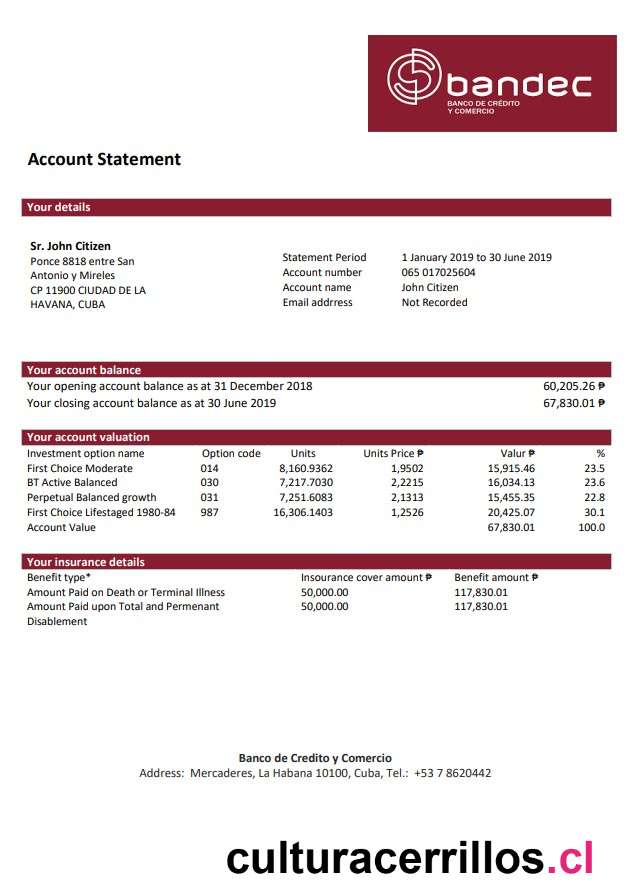 bandec
BANCO DE CRÉDITO
Y COMERCIO
Account Statement
Your details
Sr. John Citizen
Ponce 8818 entre San
Antonio y Mireles
CP 11900 CIUDAD DE LA
HAVANA, CUBA
Statement Period 1 January 2019 to 30 June 2019
Account number 065 017025604
Account name John Citizen
Email addrress Not Recorded
Your account balance
Your opening account balance as at 31 December 2018 60,205.26 ₱
Your closing account balance as at 30 June 2019 67,830.01 ₱
Your account valuation
Investment option name Option code Units Units Price ₱ Valur ₱ %
First Choice Moderate 014 8,160.9362 1,9502 15,915.46 23.5
BT Active Balanced 030 7,217.7030 2,2215 16,034.13 23.6
Perpetual Balanced growth 031 7,251.6083 2,1313 15,455.35 22.8
First Choice Lifestaged 1980-84 987 16,306.1403 1,2526 20,425.07 30.1
Account Value 67,830.01 100.0
Your insurance details
Benefit type* Insourance cover amount ₱ Benefit amount ₱
Amount Paid on Death or Terminal Illness 50,000.00 117,830.01
Amount Paid upon Total and Permenant 50,000.00 117,830.01
Disablement
Banco de Credito y Comercio
Address: Mercaderes, La Habana 10100, Cuba, Tel.: +53 7 8620442
culturacerrillos.cl